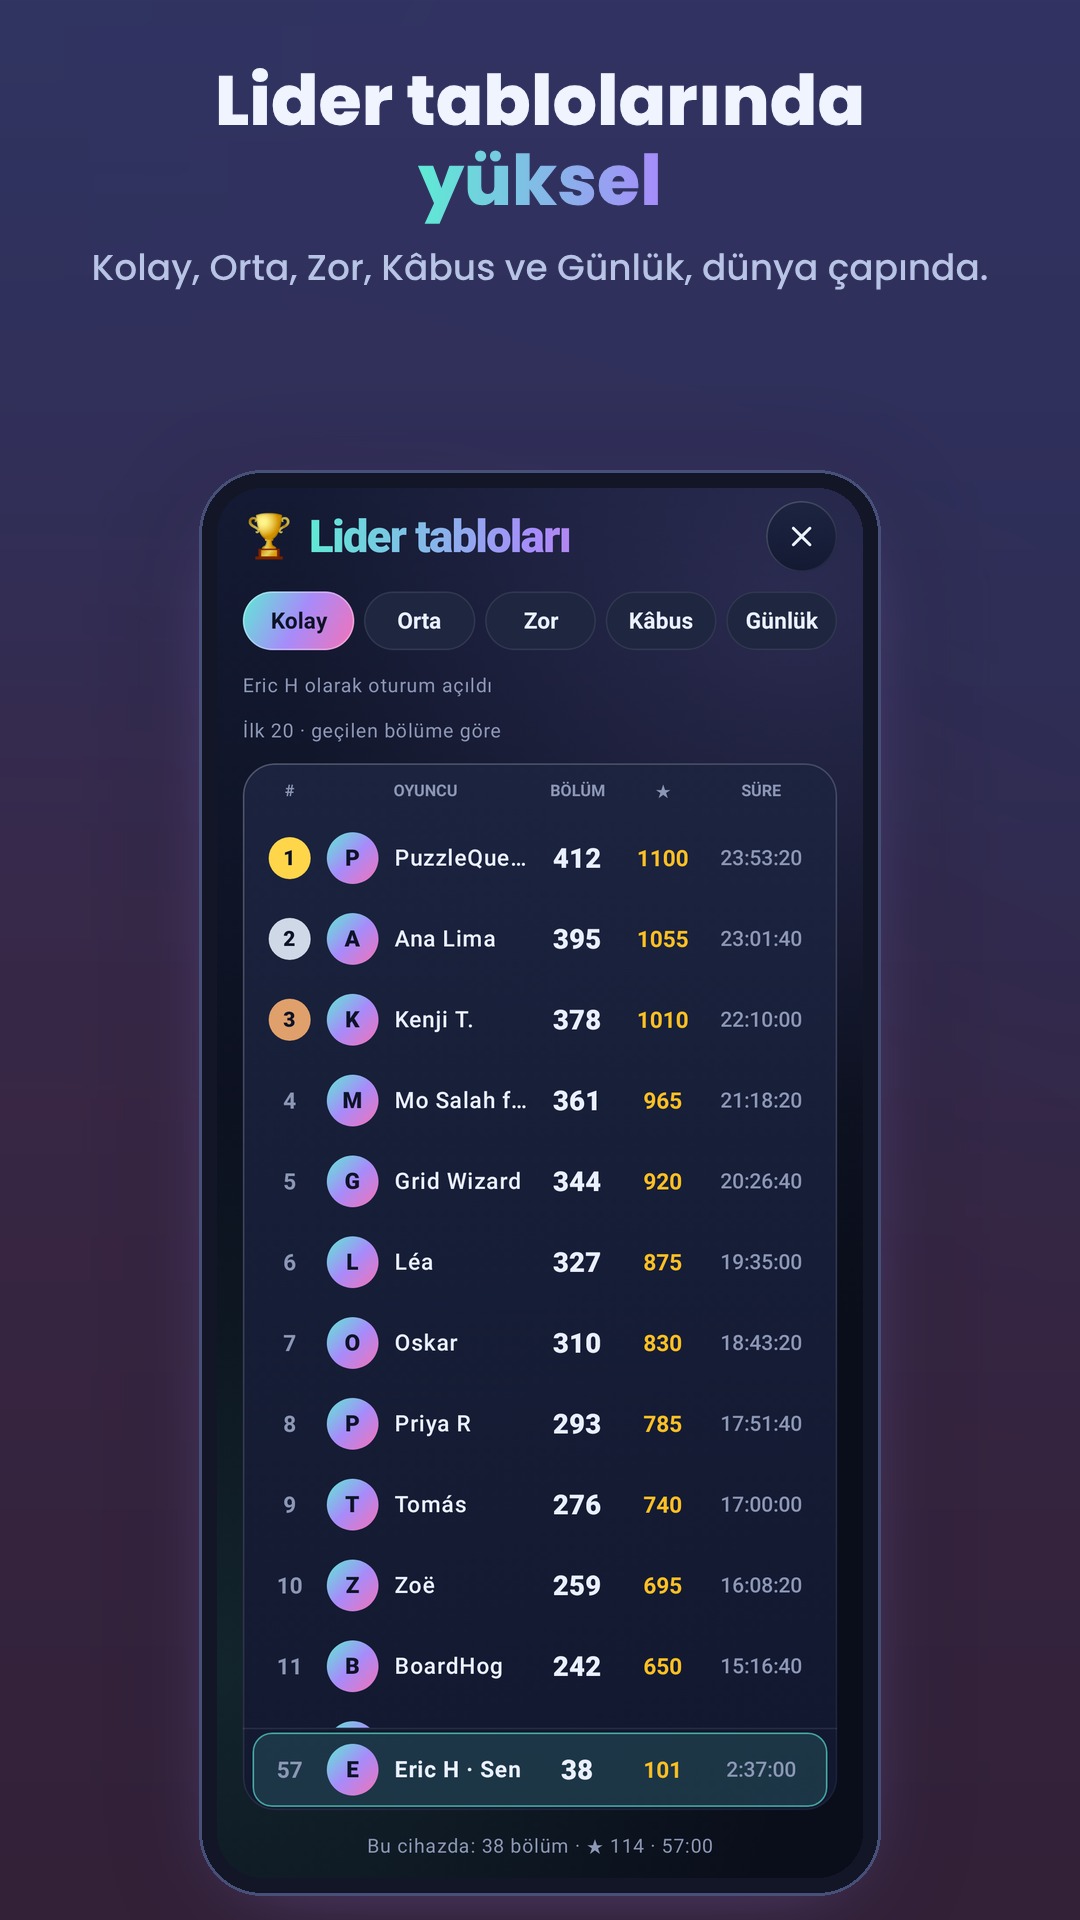 Lider tablolarında
yüksel
Kolay, Orta, Zor, Kâbus ve Günlük, dünya çapında.
🏆 Lider tabloları ✕
Kolay Orta Zor Kâbus Günlük
Eric H olarak oturum açıldı
İlk 20 · geçilen bölüme göre
# OYUNCU BÖLÜM ★ SÜRE
1 P PuzzleQue... 412 1100 23:53:20
2 A Ana Lima 395 1055 23:01:40
3 K Kenji T. 378 1010 22:10:00
4 M Mo Salah f... 361 965 21:18:20
5 G Grid Wizard 344 920 20:26:40
6 L Léa 327 875 19:35:00
7 O Oskar 310 830 18:43:20
8 P Priya R 293 785 17:51:40
9 T Tomás 276 740 17:00:00
10 Z Zoë 259 695 16:08:20
11 B BoardHog 242 650 15:16:40
57 E Eric H · Sen 38 101 2:37:00
Bu cihazda: 38 bölüm · ★ 114 · 57:00